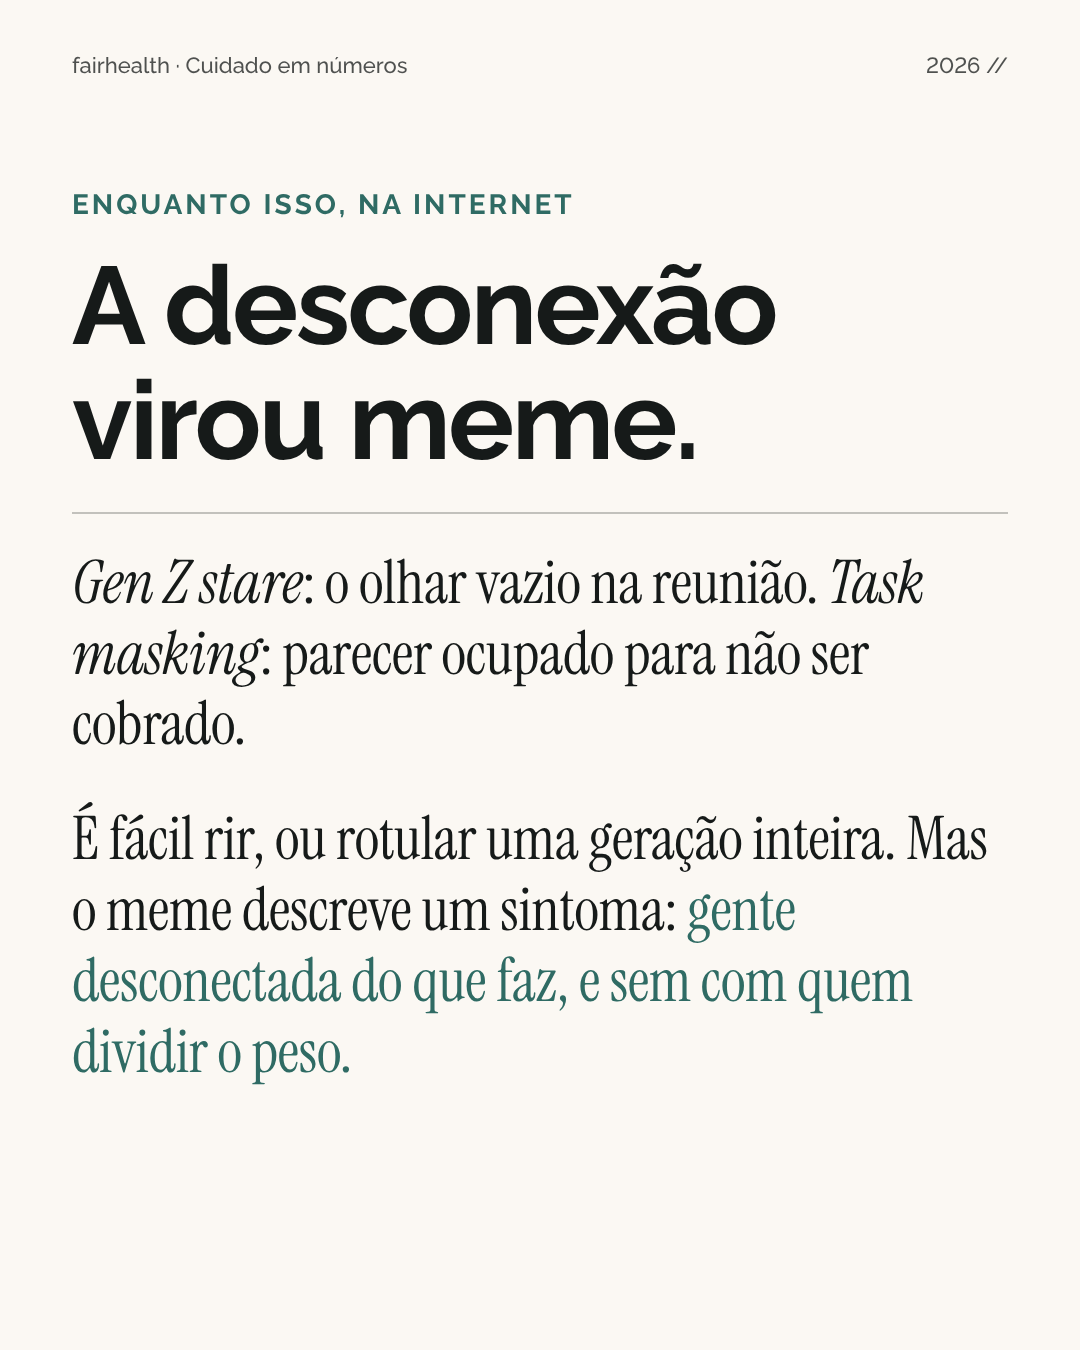 fairhealth · Cuidado em números
2026 //
ENQUANTO ISSO, NA INTERNET
A desconexão
virou meme.
Gen Z stare: o olhar vazio na reunião. Task
masking: parecer ocupado para não ser
cobrado.
É fácil rir, ou rotular uma geração inteira. Mas
o meme descreve um sintoma: gente
desconectada do que faz, e sem com quem
dividir o peso.